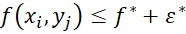 f(x_i, y_j) ≤ f* + ε*